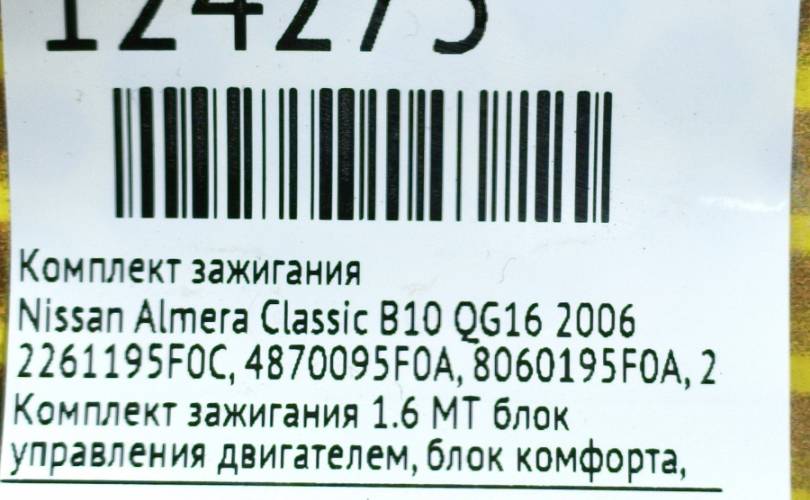 124275
Комплект зажигания
Nissan Almera Classic B10 QG16 2006
2261195F0C, 4870095F0A, 8060195F0A, 2
Комплект зажигания 1.6 МТ блок
управления двигателем, блок комфорта,